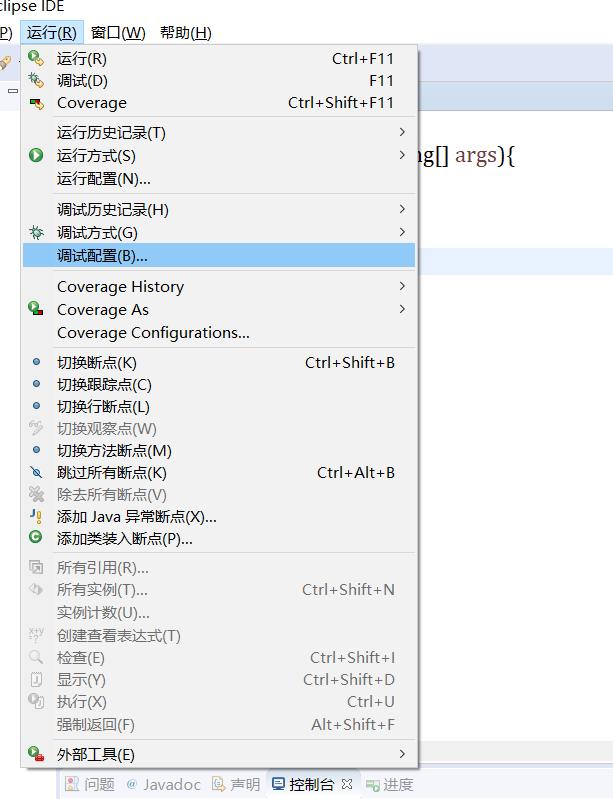 clipse IDE
P) 运行(R) 窗口(W) 帮助(H)
运行(R) Ctrl+F11
调试(D) F11
Coverage Ctrl+Shift+F11
运行历史记录(T)
运行方式(S)
ng[] args){
运行配置(N)...
调试历史记录(H)
调试方式(G)
调试配置(B)...
Coverage History
Coverage As
Coverage Configurations...
切换断点(K) Ctrl+Shift+B
切换跟踪点(C)
切换行断点(L)
切换观察点(W)
切换方法断点(M)
跳过所有断点(K) Ctrl+Alt+B
除去所有断点(V)
添加 Java 异常断点(X)...
添加类装入断点(P)...
所有引用(R)...
所有实例(T)... Ctrl+Shift+N
实例计数(U)...
创建查看表达式(T)
检查(E) Ctrl+Shift+I
显示(Y) Ctrl+Shift+D
执行(X) Ctrl+U
强制返回(F) Alt+Shift+F
外部工具(E)
问题 @ Javadoc 声明 控制台 进度